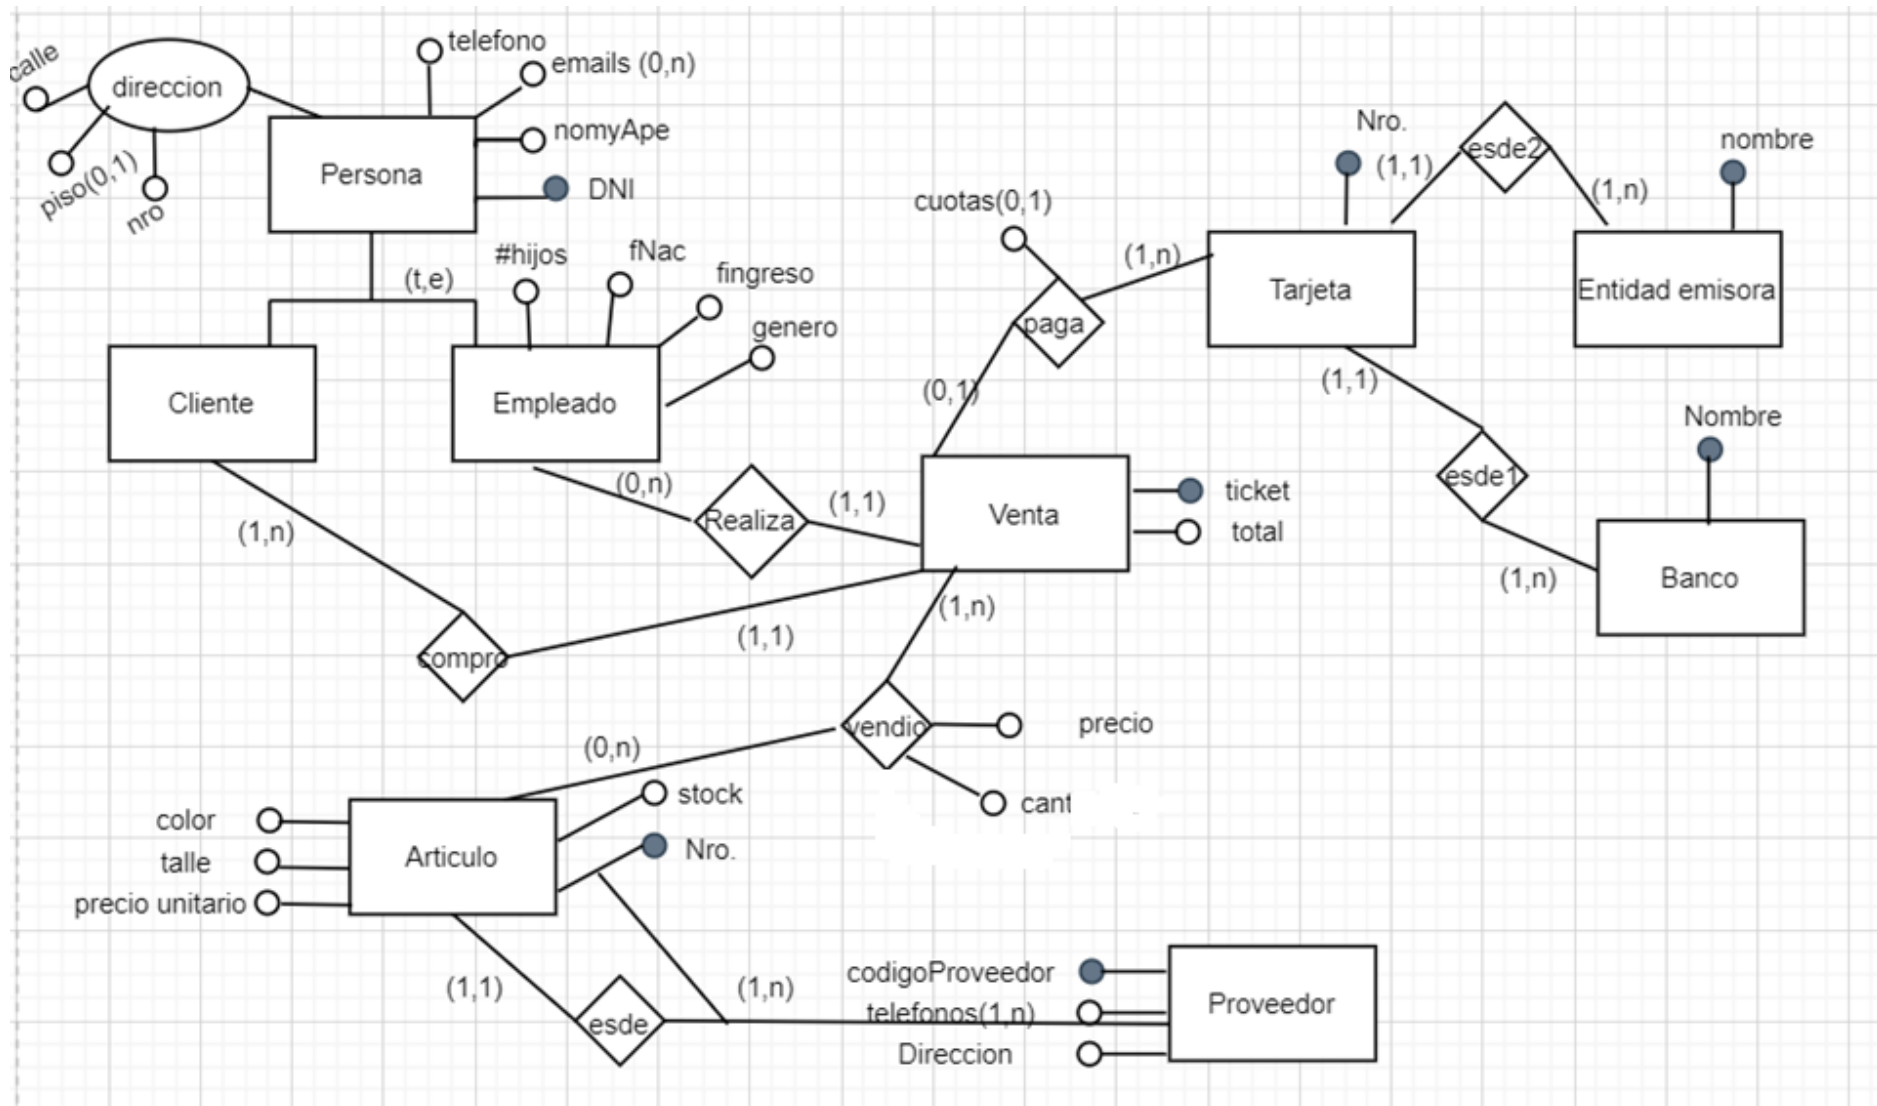 calle
direccion
piso(0,1)
nro
telefono
emails (0,n)
nomyApe
DNI
Persona
(t,e)
#hijos
fNac
fingreso
genero
Cliente
Empleado
(0,n)
Realiza
(1,1)
(1,n)
compro
(1,1)
cuotas(0,1)
(1,n)
paga
(0,1)
Nro.
(1,1)
esde2
(1,n)
nombre
Tarjeta
Entidad emisora
(1,1)
esde1
(1,n)
Nombre
Banco
Venta
ticket
total
(1,n)
vendio
precio
cant
(0,n)
color
talle
precio unitario
Articulo
stock
Nro.
(1,1)
esde
(1,n)
codigoProveedor
telefonos(1,n)
Direccion
Proveedor